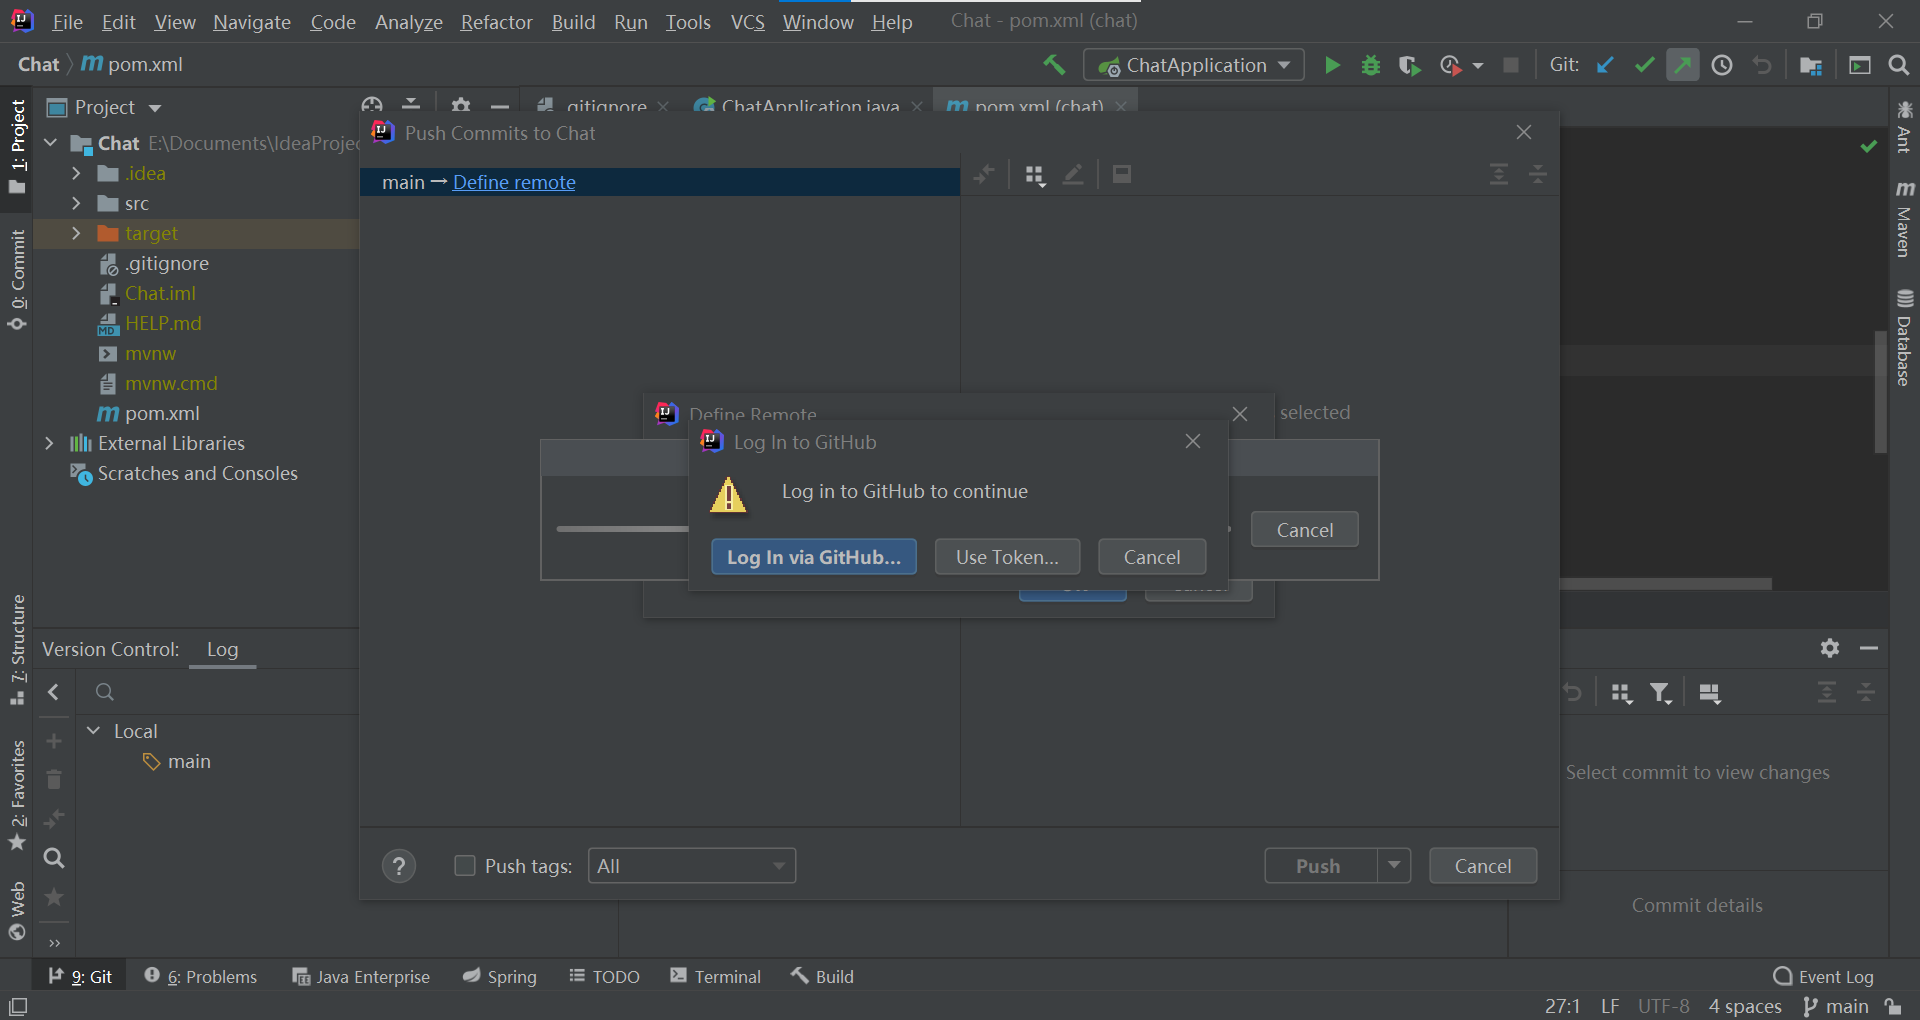 File Edit View Navigate Code Analyze Refactor Build Run Tools VCS Window Help Chat - pom.xml (chat)
Chat m pom.xml ChatApplication Git:
Project .gitignore ChatApplication.java m pom.xml (chat)
1: Project
0: Commit
7: Structure
2: Favorites
Web
Chat E:\Documents\IdeaProjec
.idea
src
target
.gitignore
Chat.iml
MD HELP.md
mvnw
mvnw.cmd
m pom.xml
External Libraries
Scratches and Consoles
IJ Push Commits to Chat
main → Define remote
selected
IJ Define Remote
Cancel
IJ Log In to GitHub
Log in to GitHub to continue
Log In via GitHub... Use Token... Cancel
? Push tags: All Push Cancel
Ant
m Maven
Database
Version Control: Log
Local
main
Select commit to view changes
Commit details
9: Git 6: Problems Java Enterprise Spring TODO Terminal Build Event Log
27:1 LF UTF-8 4 spaces main